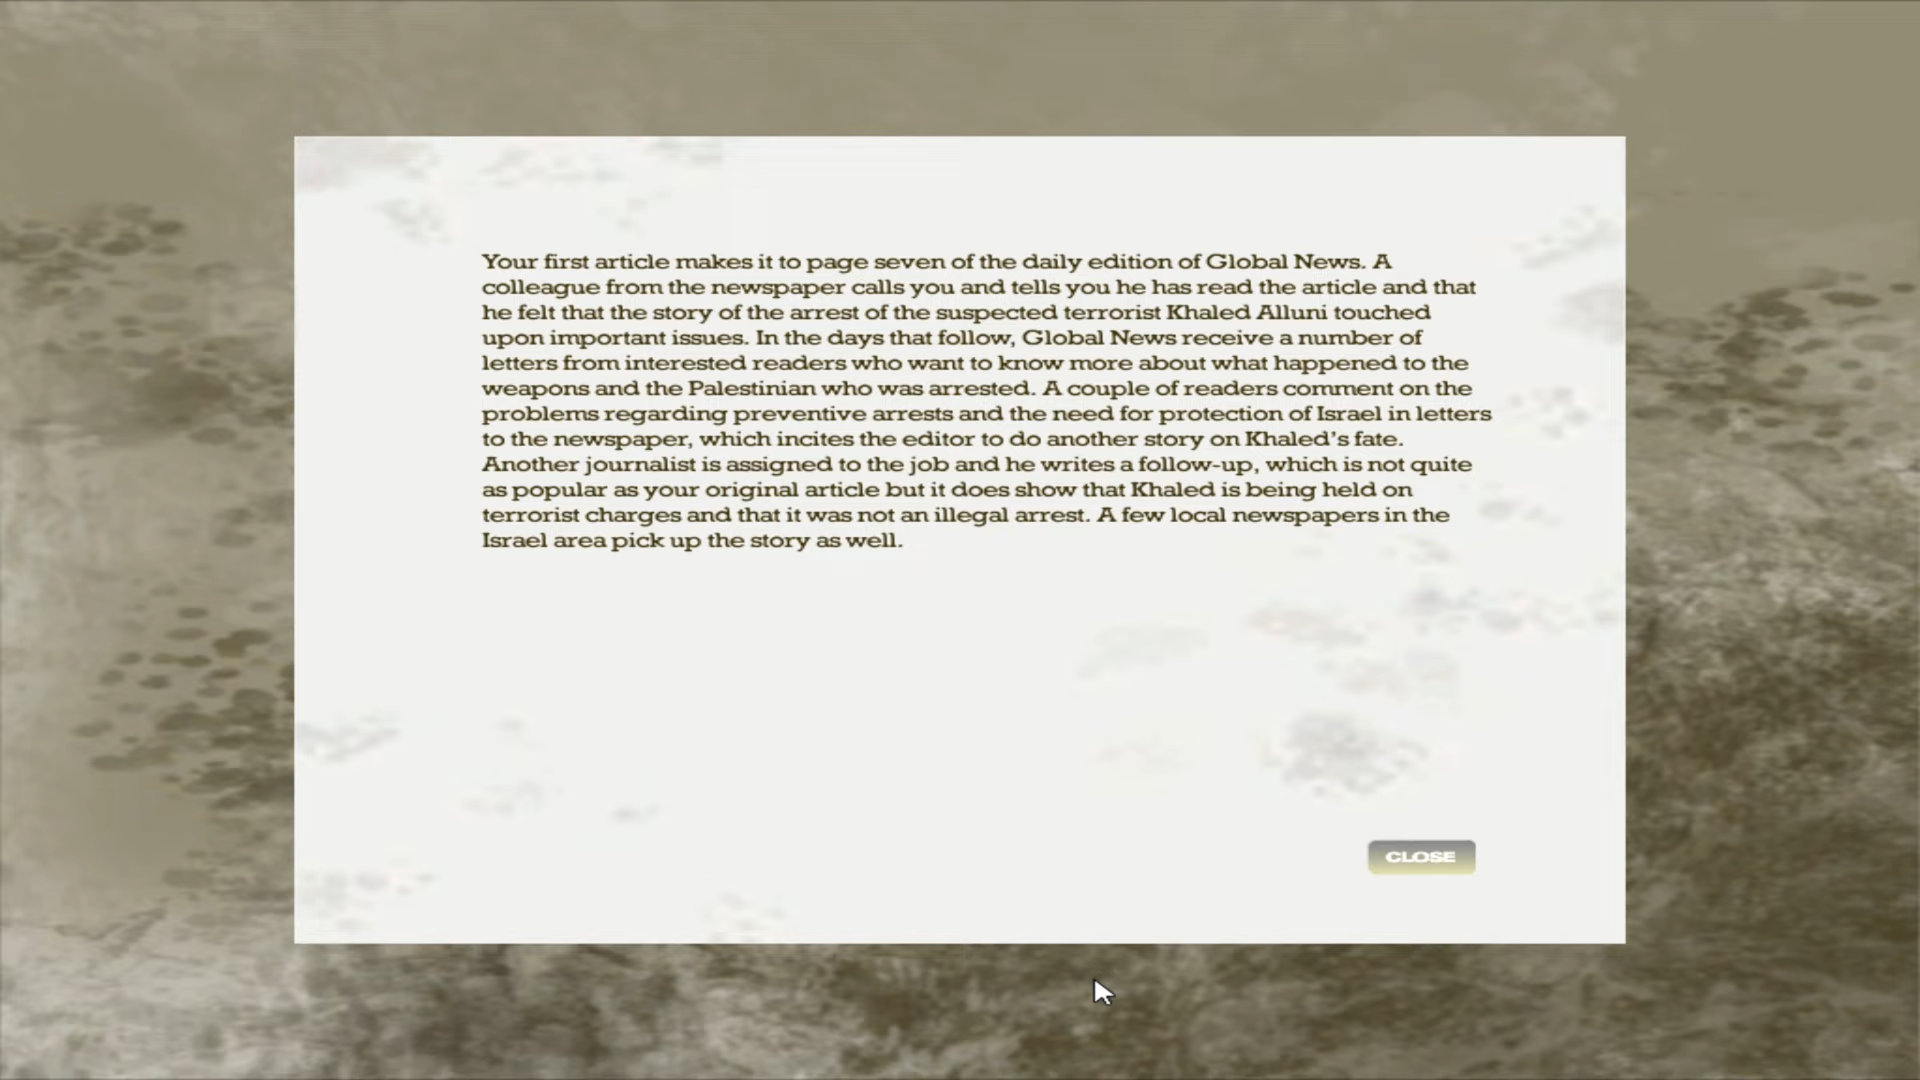 Your first article makes it to page seven of the daily edition of Global News. A
colleague from the newspaper calls you and tells you he has read the article and that
he felt that the story of the arrest of the suspected terrorist Khaled Alluni touched
upon important issues. In the days that follow, Global News receive a number of
letters from interested readers who want to know more about what happened to the
weapons and the Palestinian who was arrested. A couple of readers comment on the
problems regarding preventive arrests and the need for protection of Israel in letters
to the newspaper, which incites the editor to do another story on Khaled's fate.
Another journalist is assigned to the job and he writes a follow-up, which is not quite
as popular as your original article but it does show that Khaled is being held on
terrorist charges and that it was not an illegal arrest. A few local newspapers in the
Israel area pick up the story as well.
CLOSE